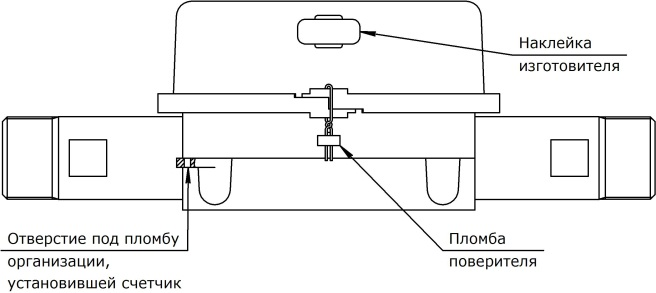 Наклейка
изготовителя
Отверстие под пломбу
организации,
установившей счетчик
Пломба
поверителя